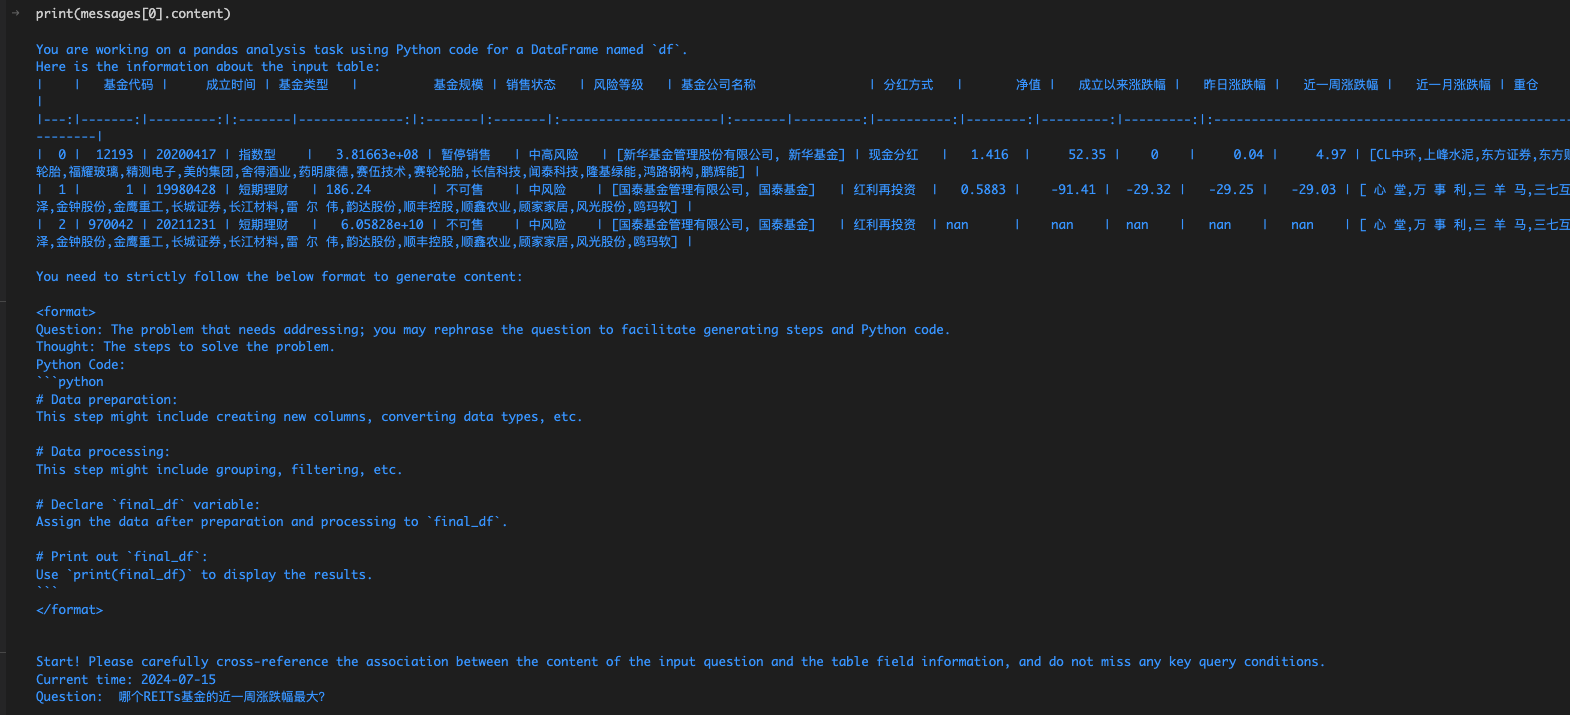 print(messages[0].content)
You are working on a pandas analysis task using Python code for a DataFrame named `df`.
Here is the information about the input table:
|    |   基金代码 |      成立时间 | 基金类型   |          基金规模 | 销售状态   | 风险等级   | 基金公司名称               | 分红方式   |       净值 |   成立以来涨跌幅 |   昨日涨跌幅 |   近一周涨跌幅 |   近一月涨跌幅 | 重仓
|
|---:|-------:|---------:|:-------|--------------:|:-------|:-------|:---------------------|:-------|---------:|----------:|--------:|---------:|---------:|:-----------------------------------------------
--------|
|  0 |  12193 | 20200417 | 指数型    |   3.81663e+08 | 暂停销售   | 中高风险   | [新华基金管理股份有限公司, 新华基金] | 现金分红   |   1.416  |     52.35 |    0    |     0.04 |     4.97 | [CL中环,上峰水泥,东方证券,东方财
轮胎,福耀玻璃,精测电子,美的集团,舍得酒业,药明康德,赛伍技术,赛轮轮胎,长信科技,闻泰科技,隆基绿能,鸿路钢构,鹏辉能] |
|  1 |      1 | 19980428 | 短期理财   | 186.24        | 不可售    | 中风险    | [国泰基金管理有限公司, 国泰基金]   | 红利再投资  |   0.5883 |    -91.41 |  -29.32 |   -29.25 |   -29.03 | [ 心 堂,万 事 利,三 羊 马,三七互
泽,金钟股份,金鹰重工,长城证券,长江材料,雷 尔 伟,韵达股份,顺丰控股,顺鑫农业,顾家家居,风光股份,鸥玛软] |
|  2 | 970042 | 20211231 | 短期理财   |   6.05828e+10 | 不可售    | 中风险    | [国泰基金管理有限公司, 国泰基金]   | 红利再投资  | nan      |    nan    |  nan    |   nan    |   nan    | [ 心 堂,万 事 利,三 羊 马,三七互
泽,金钟股份,金鹰重工,长城证券,长江材料,雷 尔 伟,韵达股份,顺丰控股,顺鑫农业,顾家家居,风光股份,鸥玛软] |
You need to strictly follow the below format to generate content:
<format>
Question: The problem that needs addressing; you may rephrase the question to facilitate generating steps and Python code.
Thought: The steps to solve the problem.
Python Code:
```python
# Data preparation:
This step might include creating new columns, converting data types, etc.
# Data processing:
This step might include grouping, filtering, etc.
# Declare `final_df` variable:
Assign the data after preparation and processing to `final_df`.
# Print out `final_df`:
Use `print(final_df)` to display the results.
```
</format>
Start! Please carefully cross-reference the association between the content of the input question and the table field information, and do not miss any key query conditions.
Current time: 2024-07-15
Question:  哪个REITs基金的近一周涨跌幅最大?